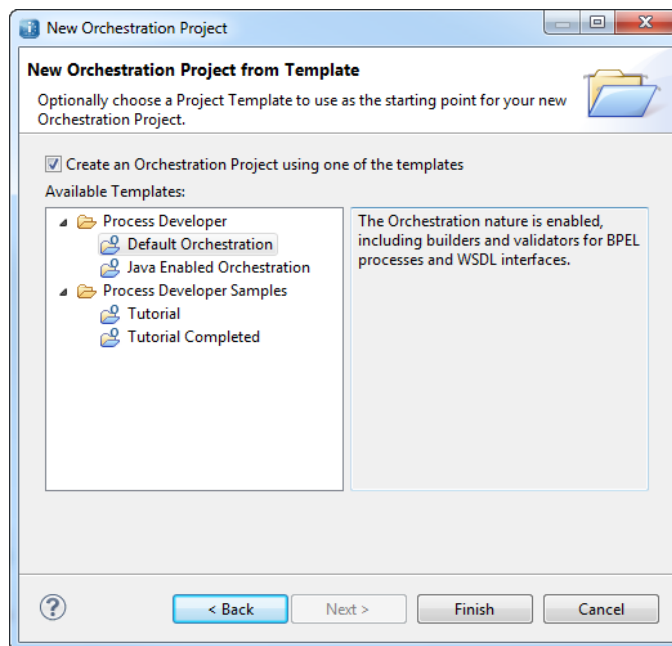 New Orchestration Project
New Orchestration Project from Template
Optionally choose a Project Template to use as the starting point for your new
Orchestration Project.
Create an Orchestration Project using one of the templates
Available Templates:
Process Developer
Default Orchestration
Java Enabled Orchestration
Process Developer Samples
Tutorial
Tutorial Completed
The Orchestration nature is enabled,
including builders and validators for BPEL
processes and WSDL interfaces.
< Back
Next >
Finish
Cancel